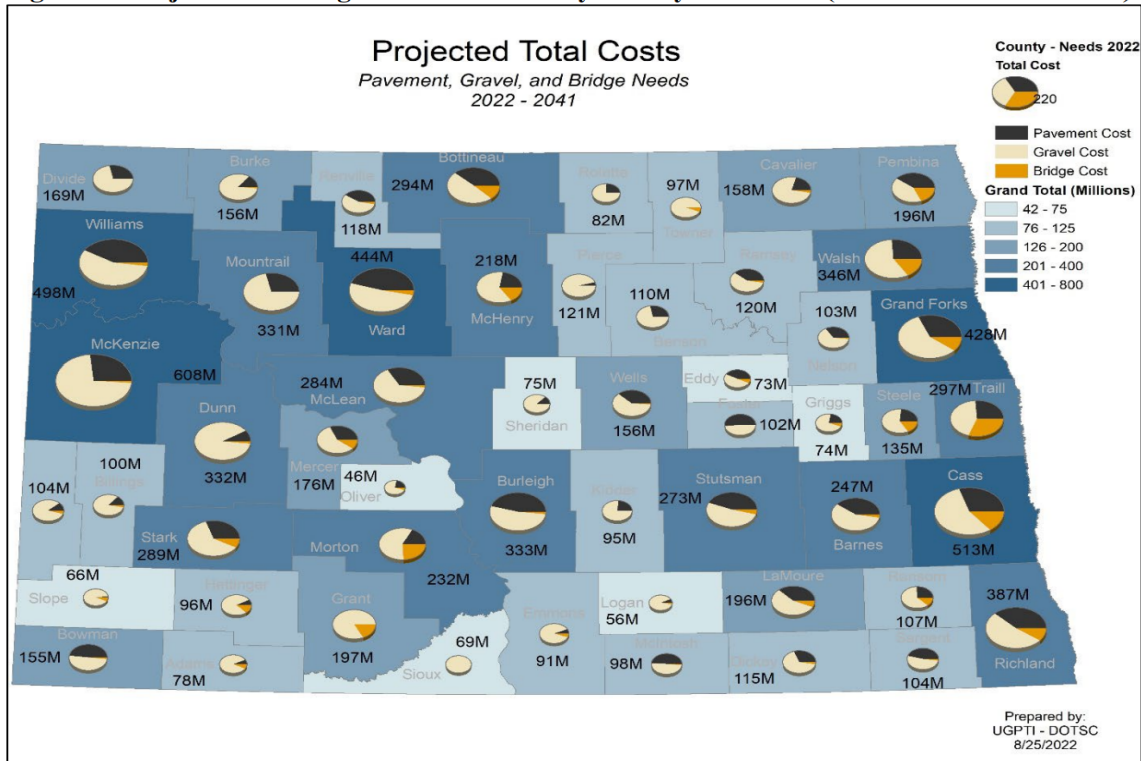 Projected Total Costs
Pavement, Gravel, and Bridge Needs
2022 - 2041
County - Needs 2022
Total Cost
220
Pavement Cost
Gravel Cost
Bridge Cost
Grand Total (Millions)
42 - 75
76 - 125
126 - 200
201 - 400
401 - 800
Divide
169M
Burke
156M
Renville
118M
Bottineau
294M
Rolette
82M
97M
Towner
Cavalier
158M
Pembina
196M
Williams
498M
Mountrail
331M
444M
Ward
218M
McHenry
Pierce
121M
110M
Benson
Ramsey
120M
Walsh
346M
103M
Nelson
Grand Forks
428M
McKenzie
608M
Dunn
332M
284M
McLean
75M
Sheridan
Wells
156M
Eddy
73M
Foster
102M
Griggs
74M
Steele
135M
297M
Traill
104M
100M
Billings
Mercer
176M
46M
Oliver
Burleigh
333M
Kidder
95M
Stutsman
273M
247M
Barnes
Cass
513M
Stark
289M
Morton
232M
66M
Slope
Hettinger
96M
Grant
197M
69M
Sioux
Emmons
91M
Logan
56M
LaMoure
196M
Ransom
107M
387M
Richland
Bowman
155M
Adams
78M
McIntosh
98M
Dickey
115M
Sargent
104M
Prepared by:
UGPTI - DOTSC
8/25/2022